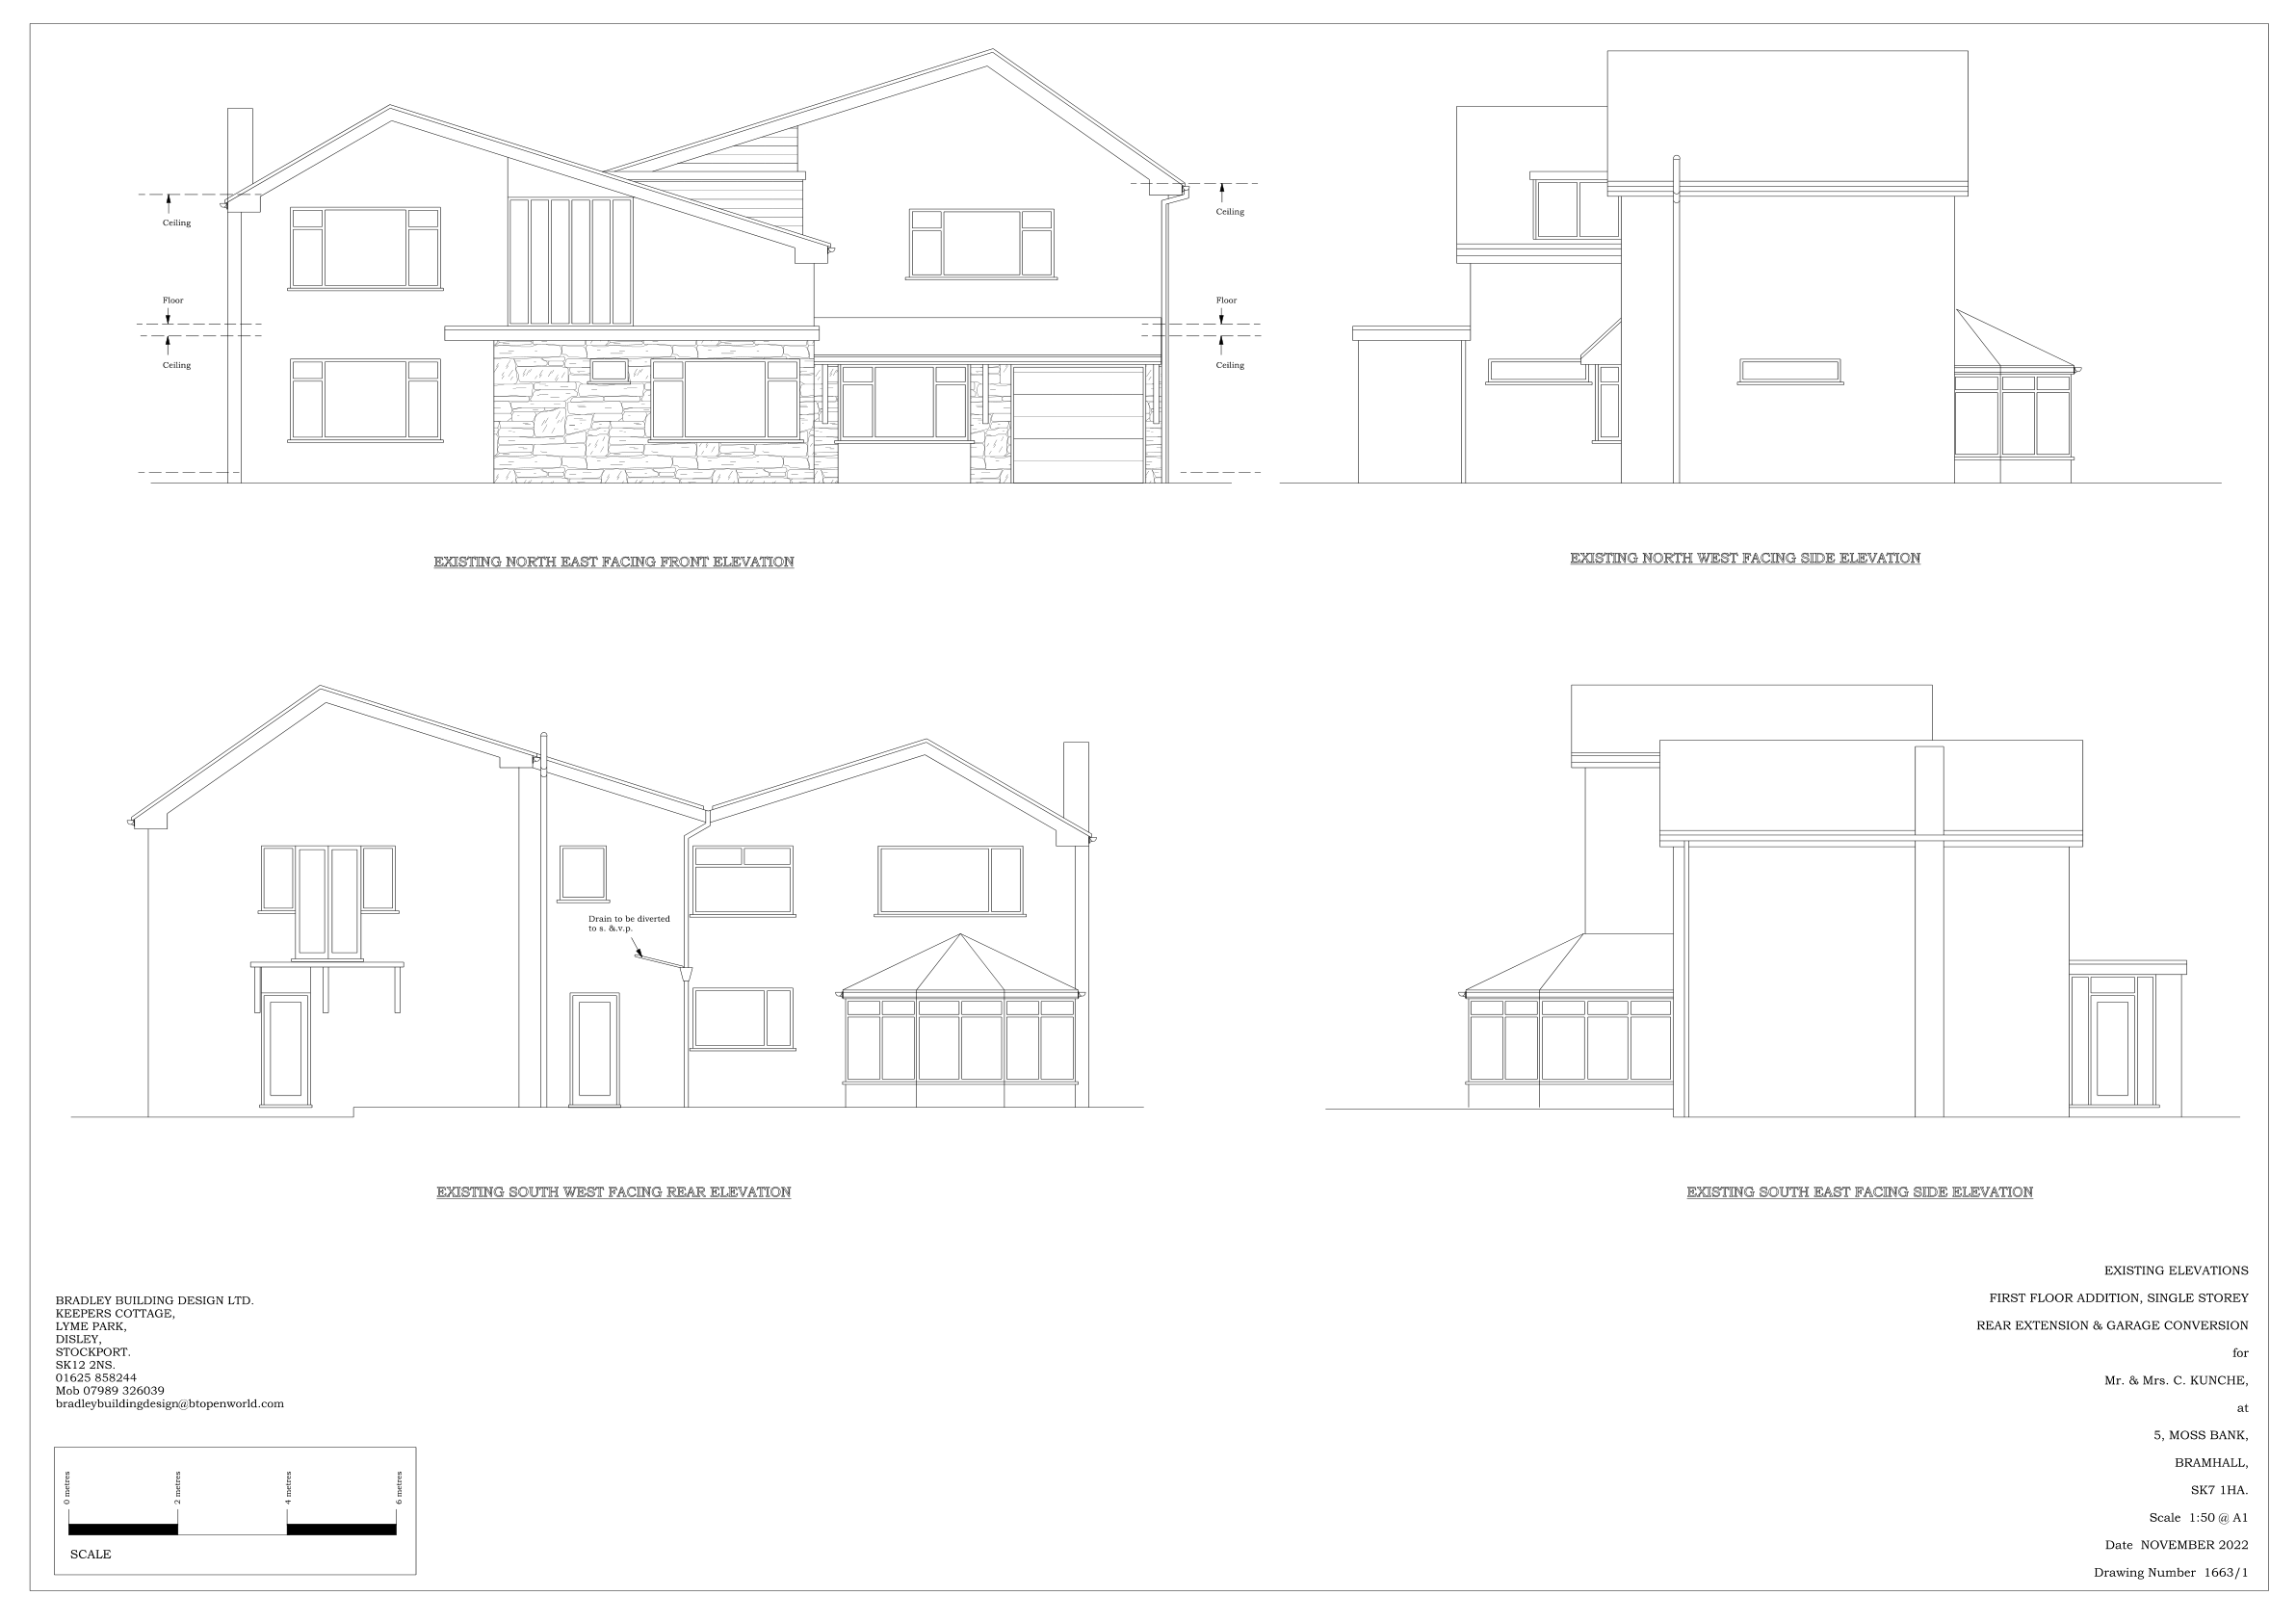 Ceiling
Floor
Ceiling
Ceiling
Floor
Ceiling
EXISTING NORTH EAST FACING FRONT ELEVATION
EXISTING NORTH WEST FACING SIDE ELEVATION
Drain to be diverted
to s. &.v.p.
EXISTING SOUTH WEST FACING REAR ELEVATION
EXISTING SOUTH EAST FACING SIDE ELEVATION
BRADLEY BUILDING DESIGN LTD.
KEEPERS COTTAGE,
LYME PARK,
DISLEY,
STOCKPORT.
SK12 2NS.
01625 858244
Mob 07989 326039
bradleybuildingdesign@btopenworld.com
0 metres
2 metres
4 metres
6 metres
SCALE
EXISTING ELEVATIONS
FIRST FLOOR ADDITION, SINGLE STOREY
REAR EXTENSION & GARAGE CONVERSION
for
Mr. & Mrs. C. KUNCHE,
at
5, MOSS BANK,
BRAMHALL,
SK7 1HA.
Scale 1:50 @ A1
Date NOVEMBER 2022
Drawing Number 1663/1